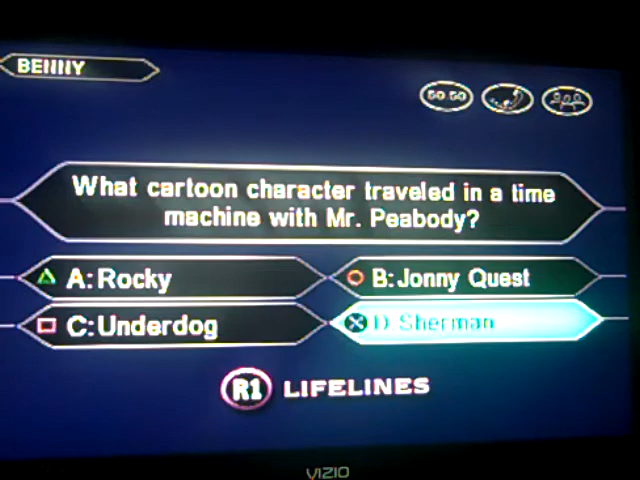 BENNY
50:50
What cartoon character traveled in a time
machine with Mr. Peabody?
A: Rocky
B: Jonny Quest
C: Underdog
D: Sherman
R1 LIFELINES
VIZIO